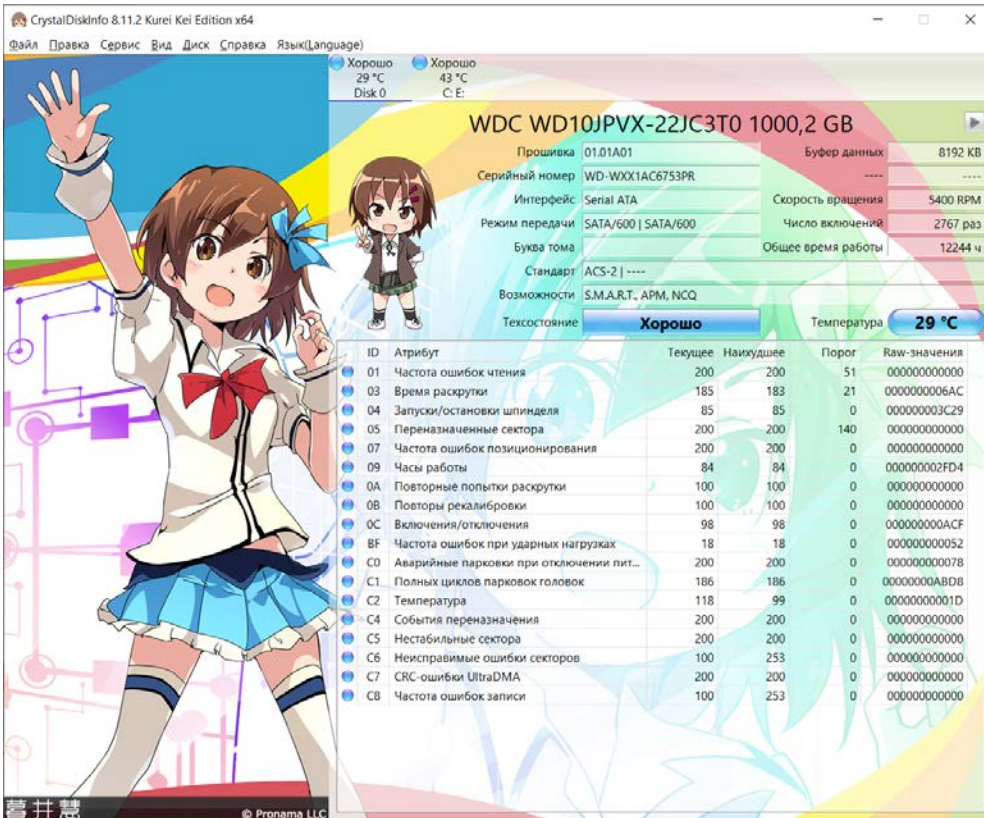 CrystalDiskInfo 8.11.2 Kurei Kei Edition x64
Файл Правка Сервис Вид Диск Справка Язык(Language)
Хорошо Хорошо
29 °C 43 °C
Disk 0 C: E:
WDC WD10JPVX-22JC3T0 1000,2 GB
Прошивка 01.01A01 Буфер данных 8192 KB
Серийный номер WD-WXX1AC6753PR ---- ----
Интерфейс Serial ATA Скорость вращения 5400 RPM
Режим передачи SATA/600 | SATA/600 Число включений 2767 раз
Буква тома Общее время работы 12244 ч
Стандарт ACS-2 | ----
Возможности S.M.A.R.T., APM, NCQ
Техсостояние Хорошо Температура 29 °C
ID Атрибут Текущее Наихудшее Порог Raw-значения
01 Частота ошибок чтения 200 200 51 000000000000
03 Время раскрутки 185 183 21 0000000006AC
04 Запуски/остановки шпинделя 85 85 0 000000003C29
05 Переназначенные сектора 200 200 140 000000000000
07 Частота ошибок позиционирования 200 200 0 000000000000
09 Часы работы 84 84 0 000000002FD4
0A Повторные попытки раскрутки 100 100 0 000000000000
0B Повторы рекалибровки 100 100 0 000000000000
0C Включения/отключения 98 98 0 000000000ACF
BF Частота ошибок при ударных нагрузках 18 18 0 000000000052
C0 Аварийные парковки при отключении пит... 200 200 0 000000000078
C1 Полных циклов парковок головок 186 186 0 00000000ABD8
C2 Температура 118 99 0 00000000001D
C4 События переназначения 200 200 0 000000000000
C5 Нестабильные сектора 200 200 0 000000000000
C6 Неисправимые ошибки секторов 100 253 0 000000000000
C7 CRC-ошибки UltraDMA 200 200 0 000000000000
C8 Частота ошибок записи 100 253 0 000000000000
暮井慧 © Pronama LLC